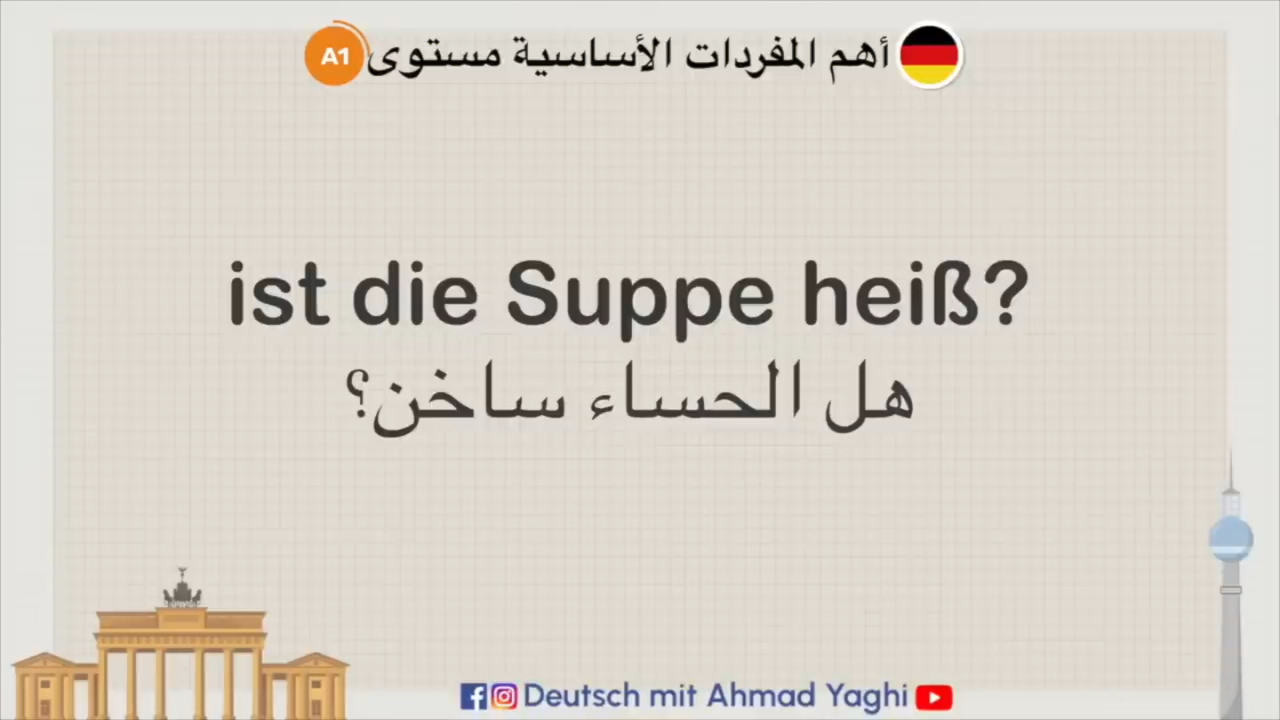 أهم المفردات الأساسية مستوى A1
ist die Suppe heiß?
هل الحساء ساخن؟
Deutsch mit Ahmad Yaghi